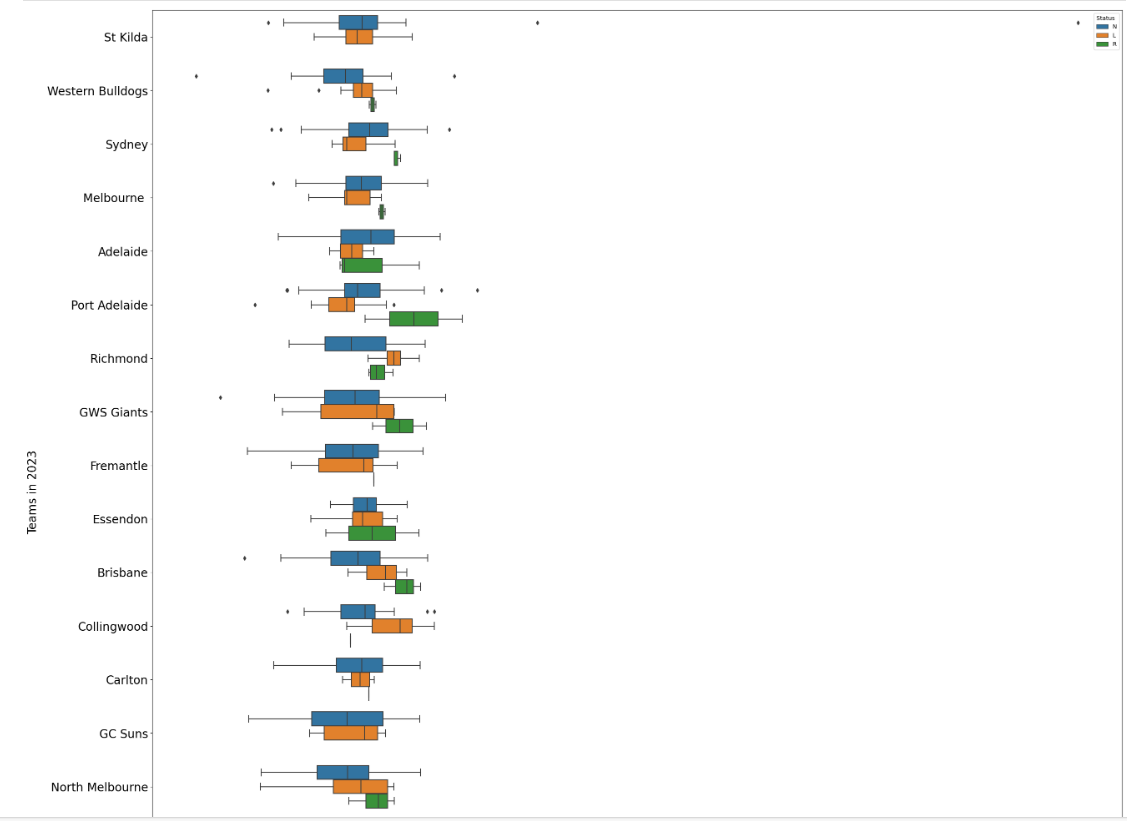 Status
N
L
R
St Kilda
Western Bulldogs
Sydney
Melbourne
Adelaide
Port Adelaide
Richmond
GWS Giants
Fremantle
Essendon
Brisbane
Collingwood
Carlton
GC Suns
North Melbourne
Teams in 2023